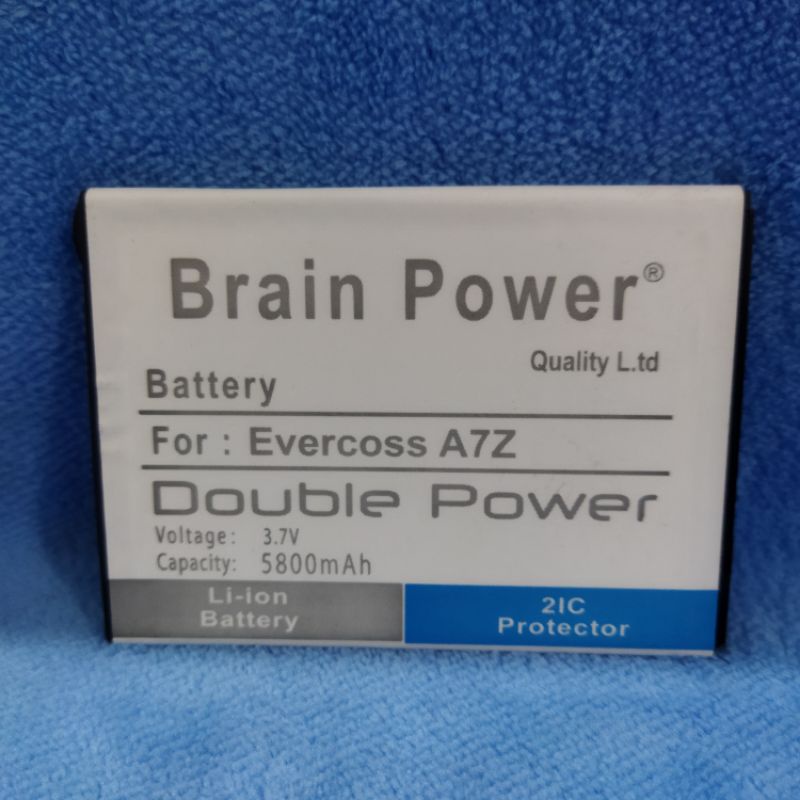 Brain Power®
Quality L.td
Battery
For : Evercoss A7Z
Double Power
Voltage: 3.7V
Capacity: 5800mAh
Li-ion
Battery
2IC
Protector